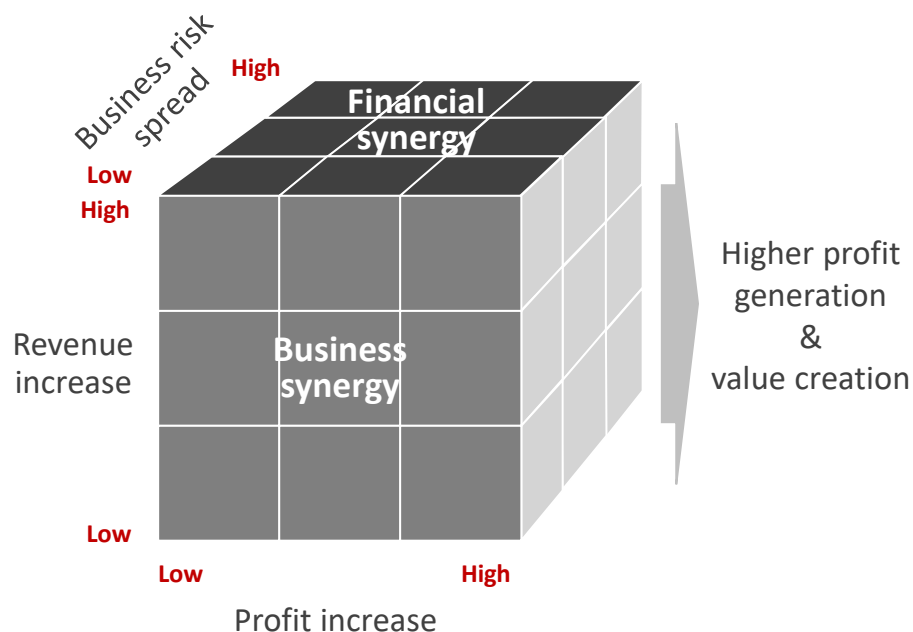 Business risk
spread
High
Low
Financial
synergy
High
Revenue
increase
Business
synergy
Low
Low
High
Profit increase
Higher profit
generation
&
value creation